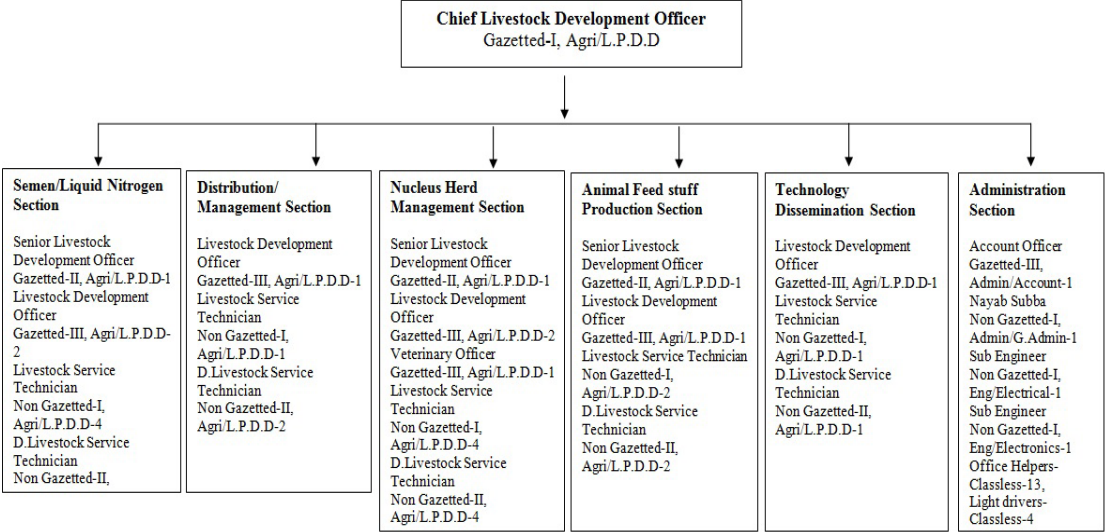 Chief Livestock Development Officer
Gazetted-I, Agri/L.P.D.D
Semen/Liquid Nitrogen
Section
Senior Livestock
Development Officer
Gazetted-II, Agri/L.P.D.D-1
Livestock Development
Officer
Gazetted-III, Agri/L.P.D.D-
2
Livestock Service
Technician
Non Gazetted-I,
Agri/L.P.D.D-4
D.Livestock Service
Technician
Non Gazetted-II,
Distribution/
Management Section
Livestock Development
Officer
Gazetted-III, Agri/L.P.D.D-1
Livestock Service
Technician
Non Gazetted-I,
Agri/L.P.D.D-1
D.Livestock Service
Technician
Non Gazetted-II,
Agri/L.P.D.D-2
Nucleus Herd
Management Section
Senior Livestock
Development Officer
Gazetted-II, Agri/L.P.D.D-1
Livestock Development
Officer
Gazetted-III, Agri/L.P.D.D-2
Veterinary Officer
Gazetted-III, Agri/L.P.D.D-1
Livestock Service
Technician
Non Gazetted-I,
Agri/L.P.D.D-4
D.Livestock Service
Technician
Non Gazetted-II,
Agri/L.P.D.D-4
Animal Feed stuff
Production Section
Senior Livestock
Development Officer
Gazetted-II, Agri/L.P.D.D-1
Livestock Development
Officer
Gazetted-III, Agri/L.P.D.D-1
Livestock Service Technician
Non Gazetted-I,
Agri/L.P.D.D-2
D.Livestock Service
Technician
Non Gazetted-II,
Agri/L.P.D.D-2
Technology
Dissemination Section
Livestock Development
Officer
Gazetted-III, Agri/L.P.D.D-1
Livestock Service
Technician
Non Gazetted-I,
Agri/L.P.D.D-1
D.Livestock Service
Technician
Non Gazetted-II,
Agri/L.P.D.D-1
Administration
Section
Account Officer
Gazetted-III,
Admin/Account-1
Nayab Subba
Non Gazetted-I,
Admin/G.Admin-1
Sub Engineer
Non Gazetted-I,
Eng/Electrical-1
Sub Engineer
Non Gazetted-I,
Eng/Electronics-1
Office Helpers-
Classless-13,
Light drivers-
Classless-4